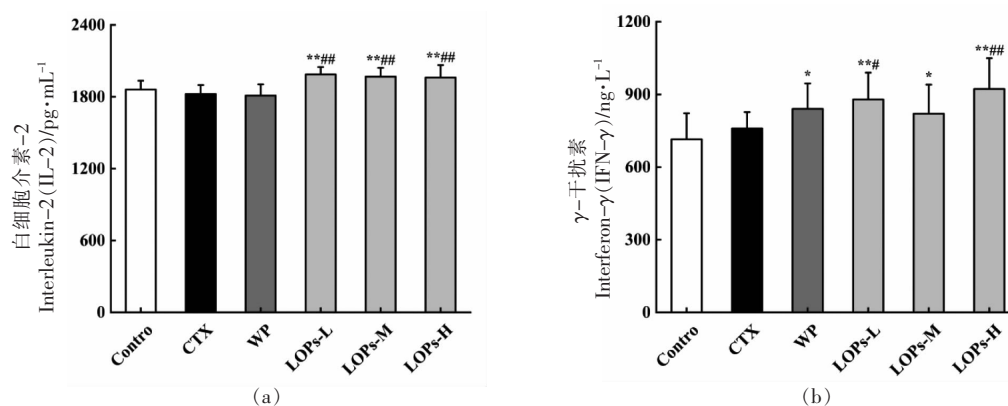 白细胞介素-2
Interleukin-2(IL-2)/pg·mL⁻¹
2400
1800
1200
600
0
**##
**##
**##
Contro
CTX
WP
LOPs-L
LOPs-M
LOPs-H
(a)
γ-干扰素
Interferon-γ(IFN-γ)/ng·L⁻¹
1200
900
600
300
0
*
**#
*
**##
Contro
CTX
WP
LOPs-L
LOPs-M
LOPs-H
(b)